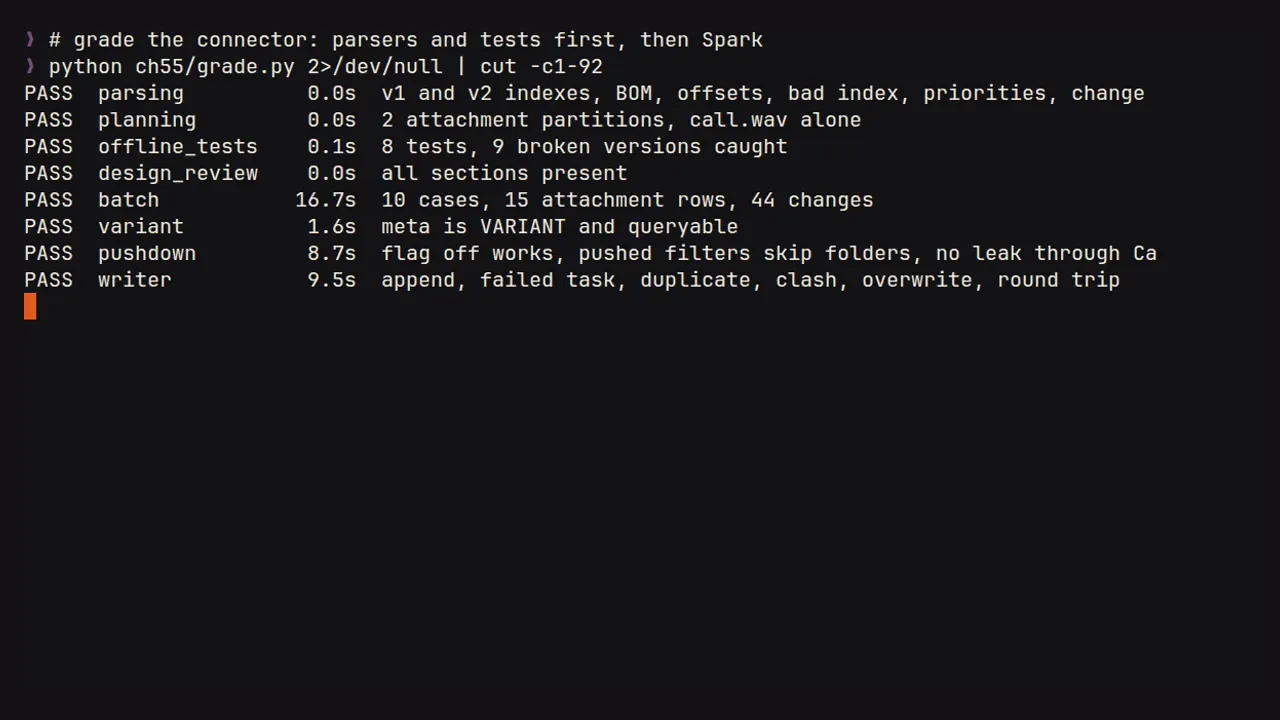 ❯ # grade the connector: parsers and tests first, then Spark
❯ python ch55/grade.py 2>/dev/null | cut -c1-92
PASS  parsing          0.0s  v1 and v2 indexes, BOM, offsets, bad index, priorities, change
PASS  planning         0.0s  2 attachment partitions, call.wav alone
PASS  offline_tests    0.1s  8 tests, 9 broken versions caught
PASS  design_review    0.0s  all sections present
PASS  batch           16.7s  10 cases, 15 attachment rows, 44 changes
PASS  variant          1.6s  meta is VARIANT and queryable
PASS  pushdown         8.7s  flag off works, pushed filters skip folders, no leak through Ca
PASS  writer           9.5s  append, failed task, duplicate, clash, overwrite, round trip